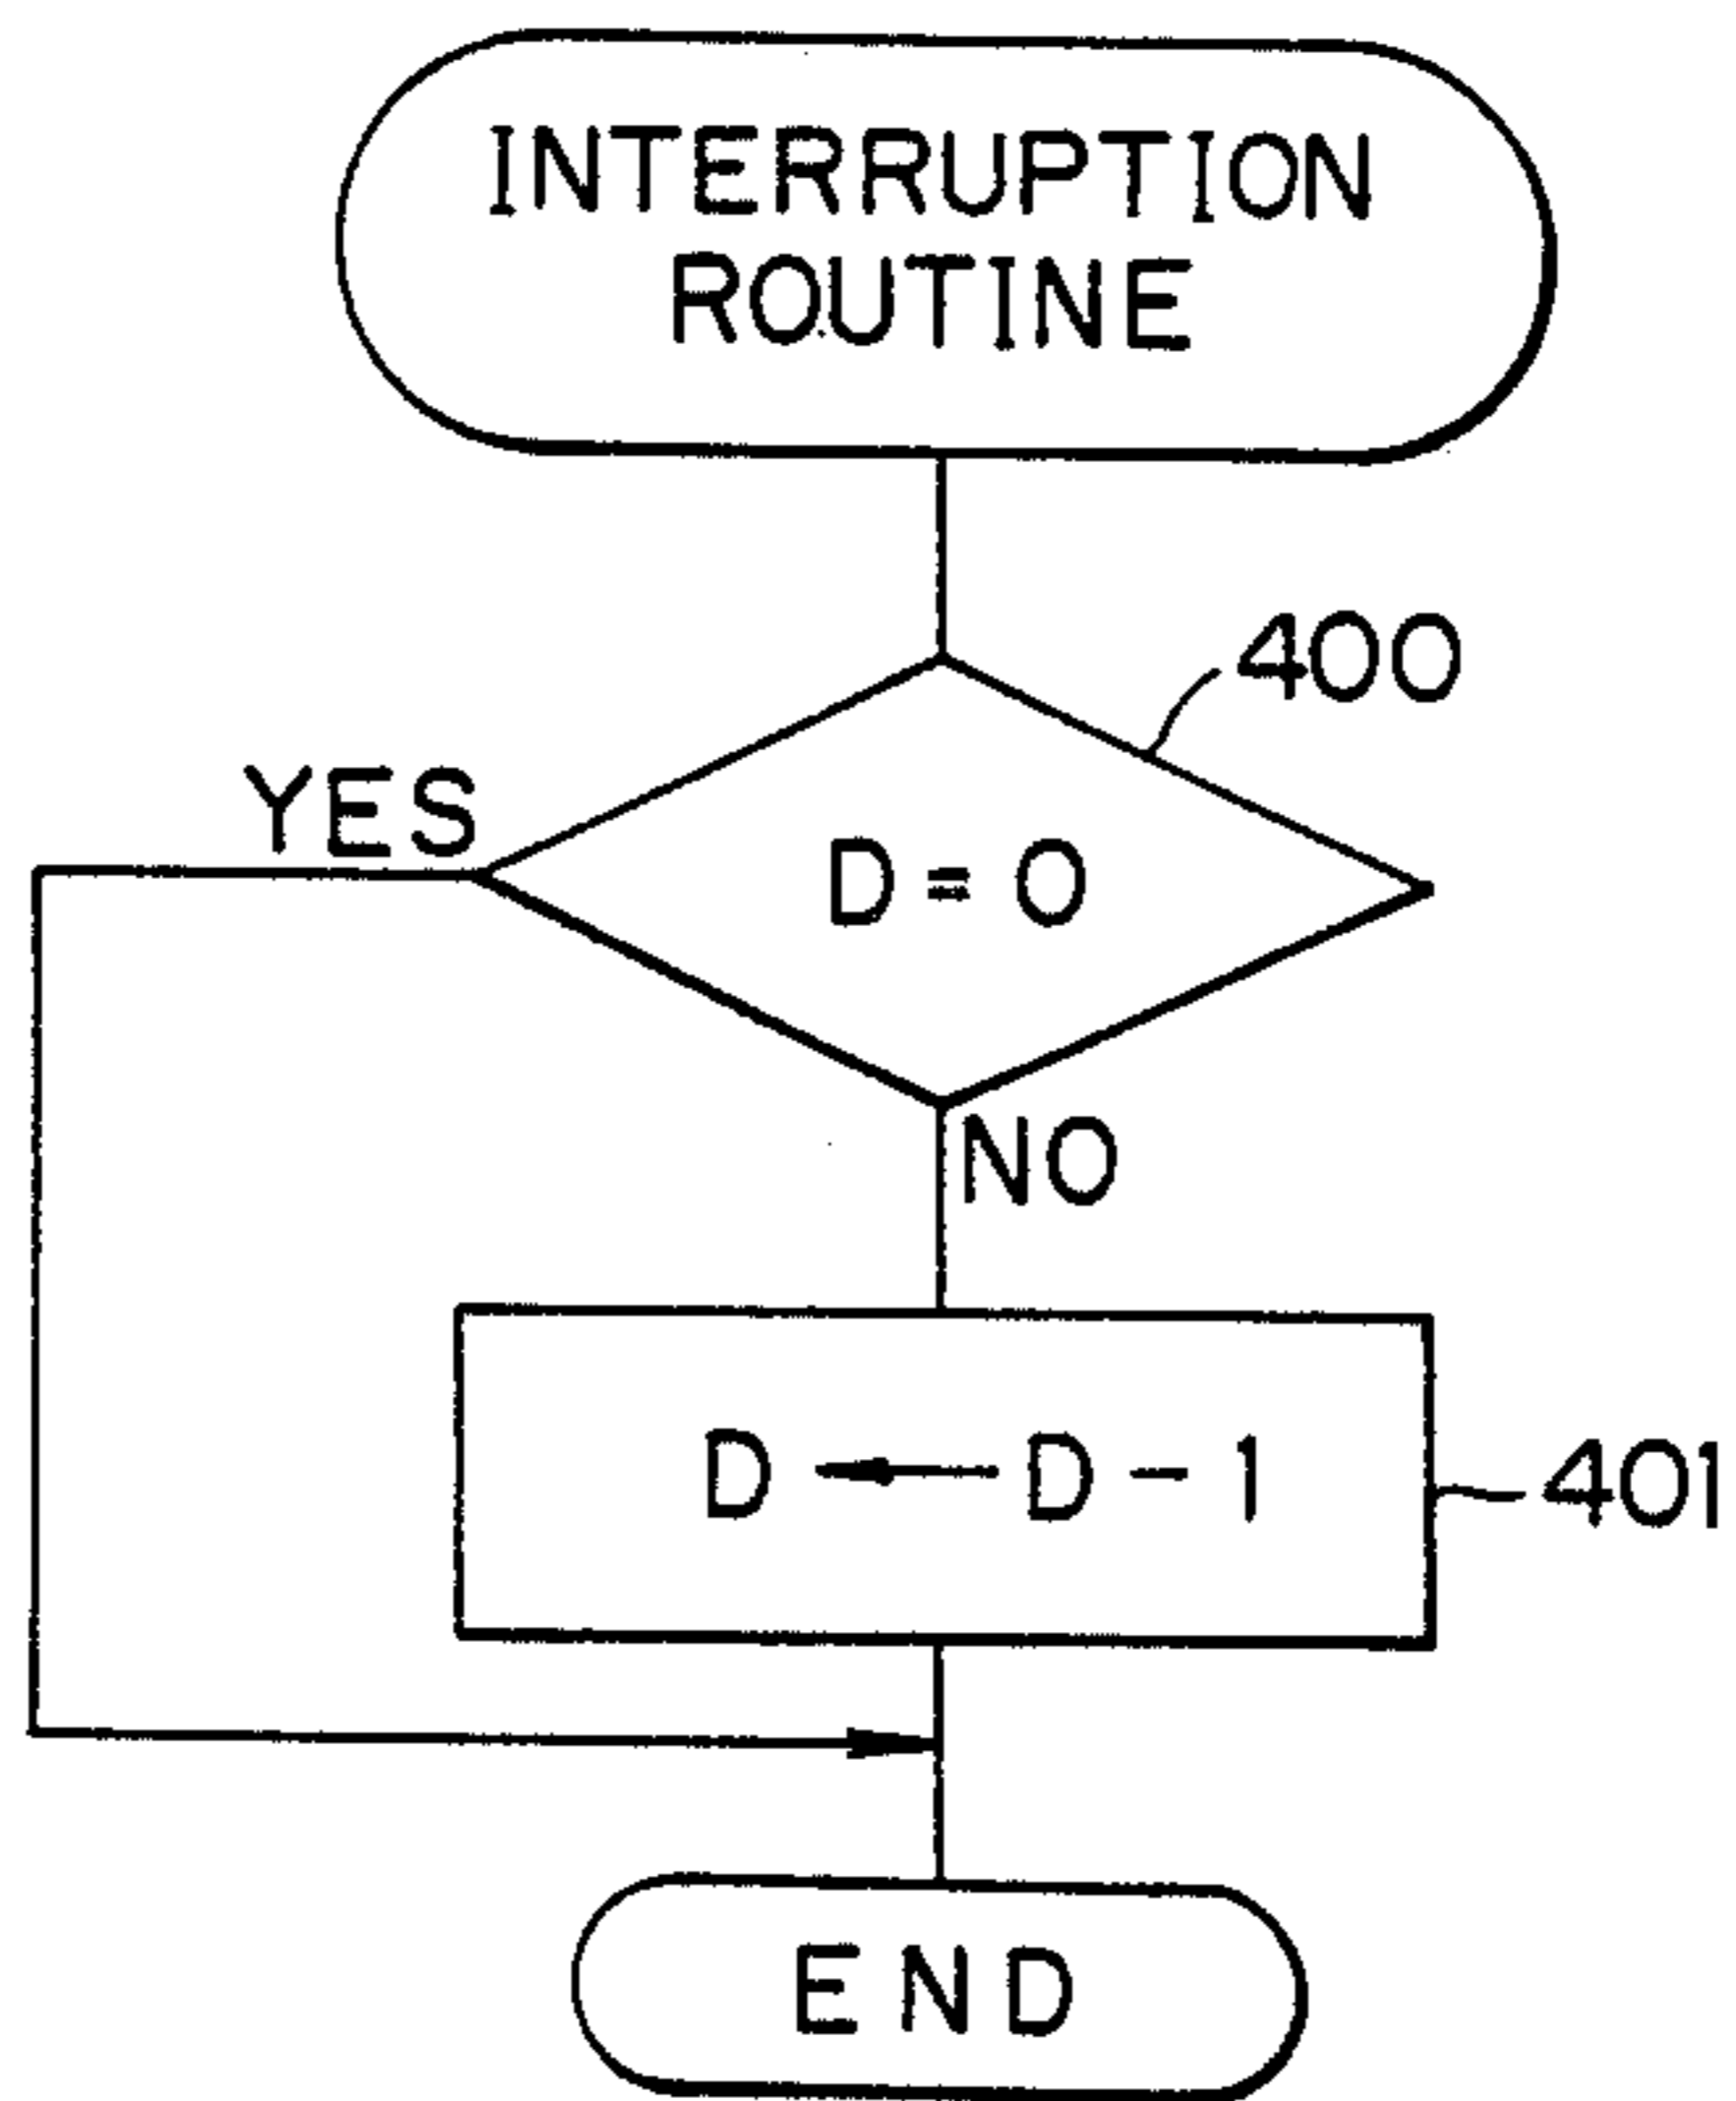 INTERRUPTION
ROUTINE
400
YES
D = 0
NO
D ← D - 1
401
END